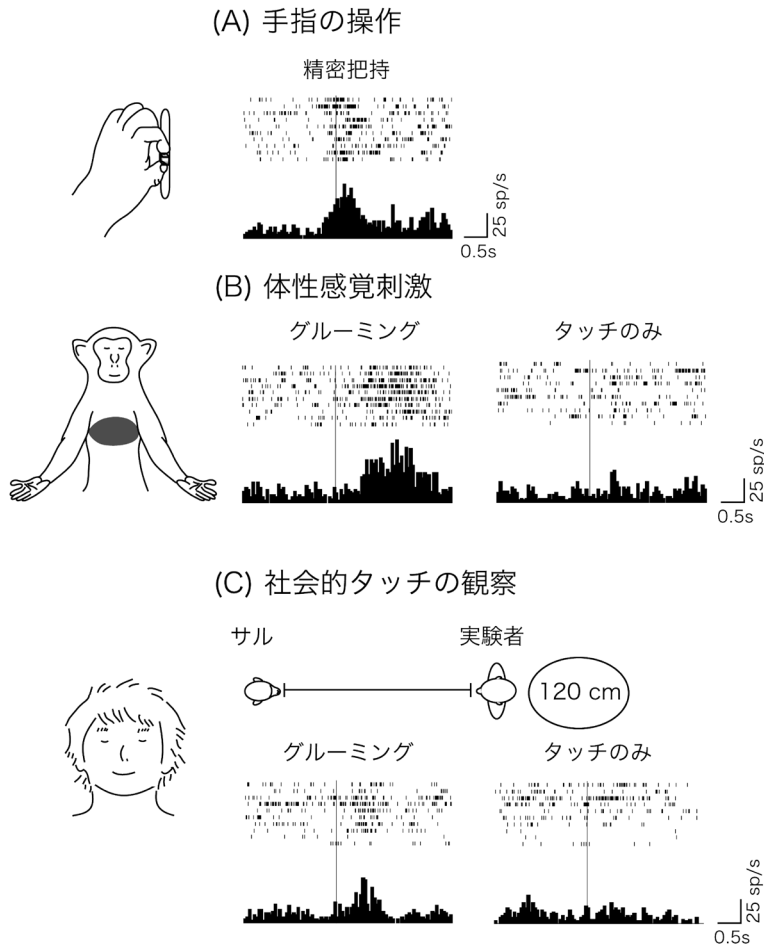 (A) 手指の操作
精密把持
25 sp/s
0.5s
(B) 体性感覚刺激
グルーミング
タッチのみ
25 sp/s
0.5s
(C) 社会的タッチの観察
サル
実験者
120 cm
グルーミング
タッチのみ
25 sp/s
0.5s